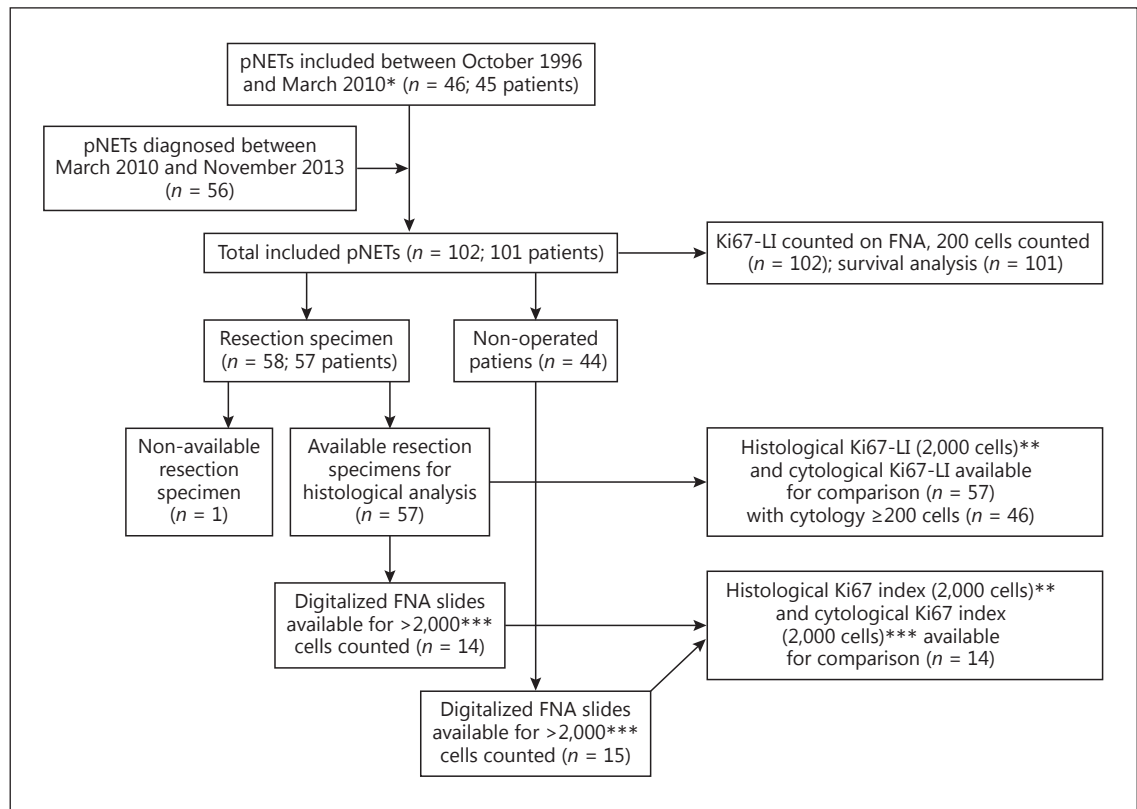 pNETs included between October 1996
and March 2010* (n = 46; 45 patients)
pNETs diagnosed between
March 2010 and November 2013
(n = 56)
Total included pNETs (n = 102; 101 patients)
Ki67-LI counted on FNA, 200 cells counted
(n = 102); survival analysis (n = 101)
Resection specimen
(n = 58; 57 patients)
Non-operated
patiens (n = 44)
Non-available
resection
specimen
(n = 1)
Available resection
specimens for
histological analysis
(n = 57)
Histological Ki67-LI (2,000 cells)**
and cytological Ki67-LI available
for comparison (n = 57)
with cytology ≥200 cells (n = 46)
Digitalized FNA slides
available for >2,000***
cells counted (n = 14)
Histological Ki67 index (2,000 cells)**
and cytological Ki67 index
(2,000 cells)*** available
for comparison (n = 14)
Digitalized FNA slides
available for >2,000***
cells counted (n = 15)